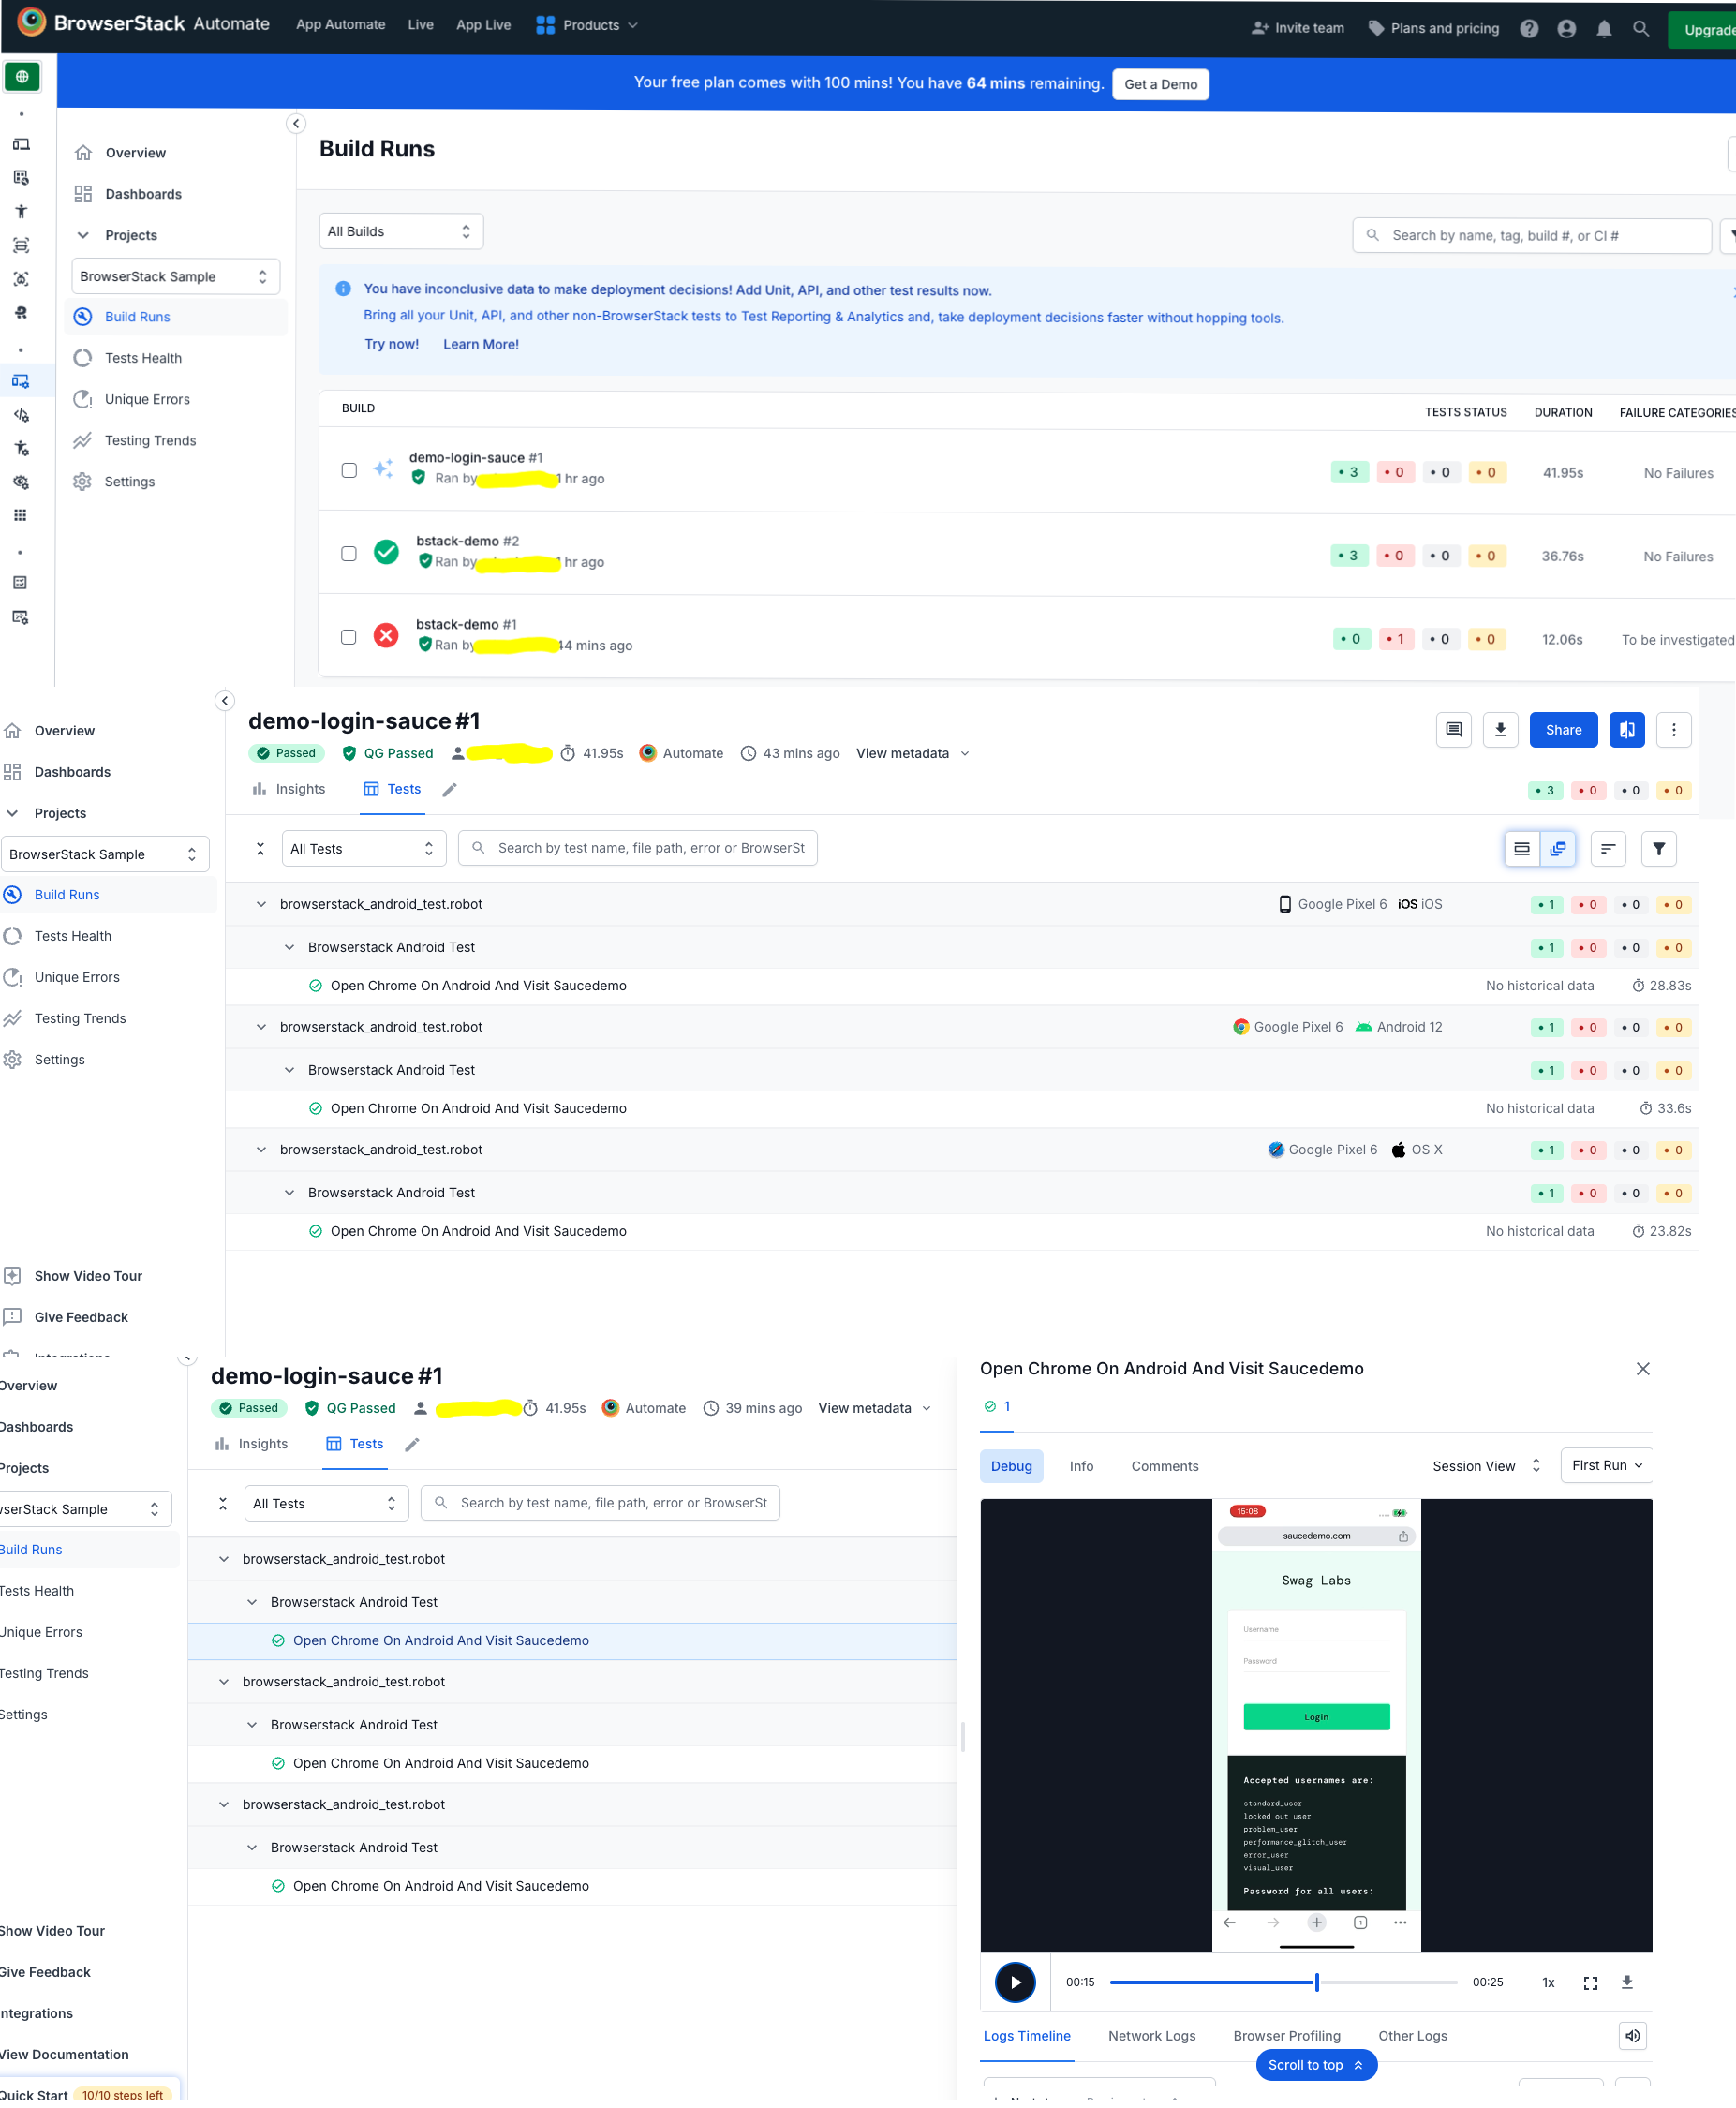 BrowserStack Automate App Automate Live App Live Products Invite team Plans and pricing Upgrade
Your free plan comes with 100 mins! You have 64 mins remaining. Get a Demo
Overview
Dashboards
Projects
BrowserStack Sample
Build Runs
Tests Health
Unique Errors
Testing Trends
Settings
Build Runs
All Builds Search by name, tag, build #, or CI #
You have inconclusive data to make deployment decisions! Add Unit, API, and other test results now.
Bring all your Unit, API, and other non-BrowserStack tests to Test Reporting & Analytics and, take deployment decisions faster without hopping tools.
Try now! Learn More!
BUILD TESTS STATUS DURATION FAILURE CATEGORIES
demo-login-sauce #1
Ran by 1 hr ago 3 0 0 0 41.95s No Failures
bstack-demo #2
Ran by hr ago 3 0 0 0 36.76s No Failures
bstack-demo #1
Ran by 44 mins ago 0 1 0 0 12.06s To be investigated
Overview
Dashboards
Projects
BrowserStack Sample
Build Runs
Tests Health
Unique Errors
Testing Trends
Settings
Show Video Tour
Give Feedback
demo-login-sauce #1
Share
Passed QG Passed 41.95s Automate 43 mins ago View metadata
Insights Tests 3 0 0 0
All Tests Search by test name, file path, error or BrowserSt
browserstack_android_test.robot Google Pixel 6 iOS iOS 1 0 0 0
Browserstack Android Test 1 0 0 0
Open Chrome On Android And Visit Saucedemo No historical data 28.83s
browserstack_android_test.robot Google Pixel 6 Android 12 1 0 0 0
Browserstack Android Test 1 0 0 0
Open Chrome On Android And Visit Saucedemo No historical data 33.6s
browserstack_android_test.robot Google Pixel 6 OS X 1 0 0 0
Browserstack Android Test 1 0 0 0
Open Chrome On Android And Visit Saucedemo No historical data 23.82s
Overview
Dashboards
Projects
serStack Sample
Build Runs
Tests Health
Unique Errors
Testing Trends
Settings
Show Video Tour
Give Feedback
ntegrations
View Documentation
Quick Start 10/10 steps left
demo-login-sauce #1
Passed QG Passed 41.95s Automate 39 mins ago View metadata
Insights Tests
All Tests Search by test name, file path, error or BrowserSt
browserstack_android_test.robot
Browserstack Android Test
Open Chrome On Android And Visit Saucedemo
browserstack_android_test.robot
Browserstack Android Test
Open Chrome On Android And Visit Saucedemo
browserstack_android_test.robot
Browserstack Android Test
Open Chrome On Android And Visit Saucedemo
Open Chrome On Android And Visit Saucedemo
1
Debug Info Comments Session View First Run
15:08
saucedemo.com
Swag Labs
Username
Password
Login
Accepted usernames are:
standard_user
locked_out_user
problem_user
performance_glitch_user
error_user
visual_user
Password for all users:
1
00:15 00:25 1x
Logs Timeline Network Logs Browser Profiling Other Logs
Scroll to top